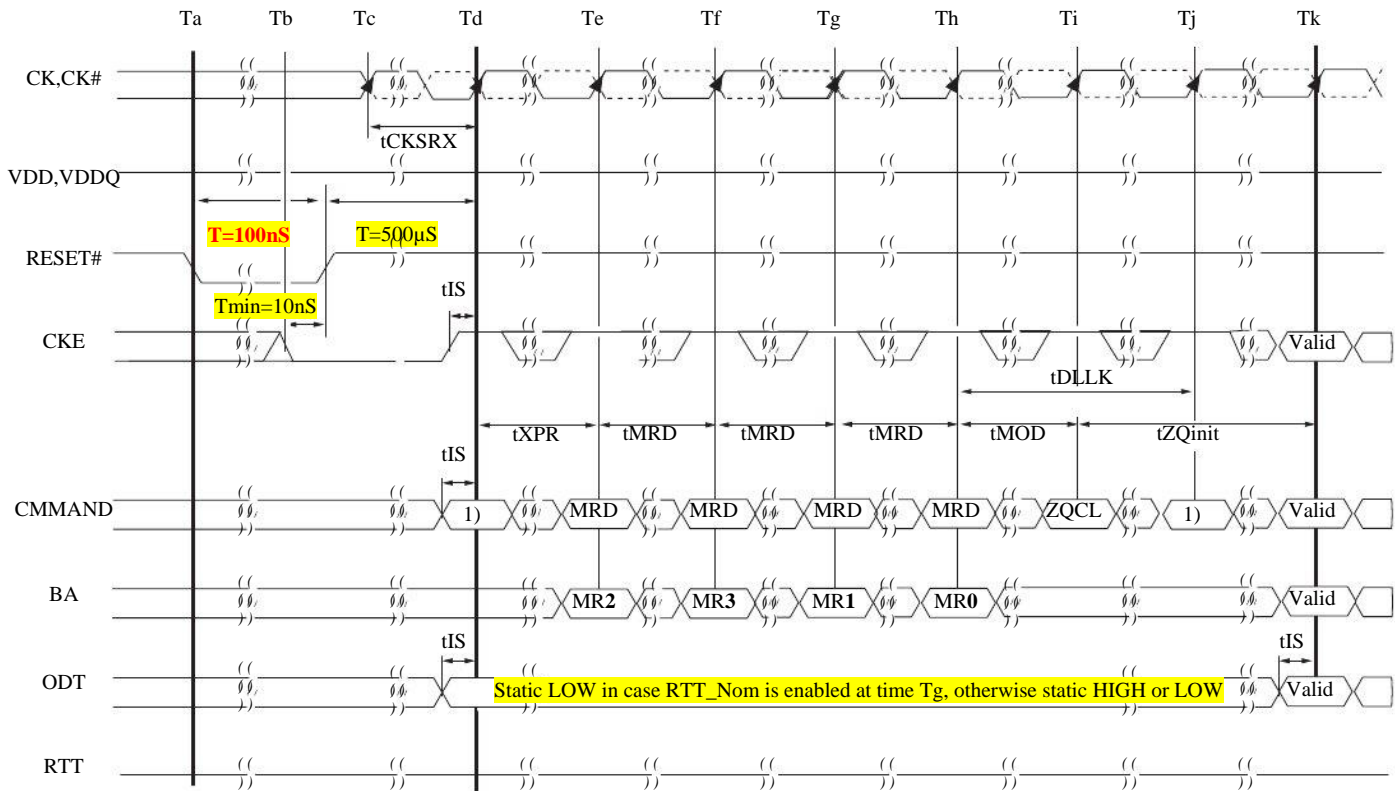 Ta Tb Tc Td Te Tf Tg Th Ti Tj Tk
CK,CK#
tCKSRX
VDD,VDDQ
T=100nS T=500µS
RESET#
Tmin=10nS tIS
CKE Valid
tDLLK
tXPR tMRD tMRD tMRD tMOD tZQinit
tIS
CMMAND 1) MRD MRD MRD MRD ZQCL 1) Valid
BA MR2 MR3 MR1 MR0 Valid
tIS tIS
ODT Static LOW in case RTT_Nom is enabled at time Tg, otherwise static HIGH or LOW Valid
RTT